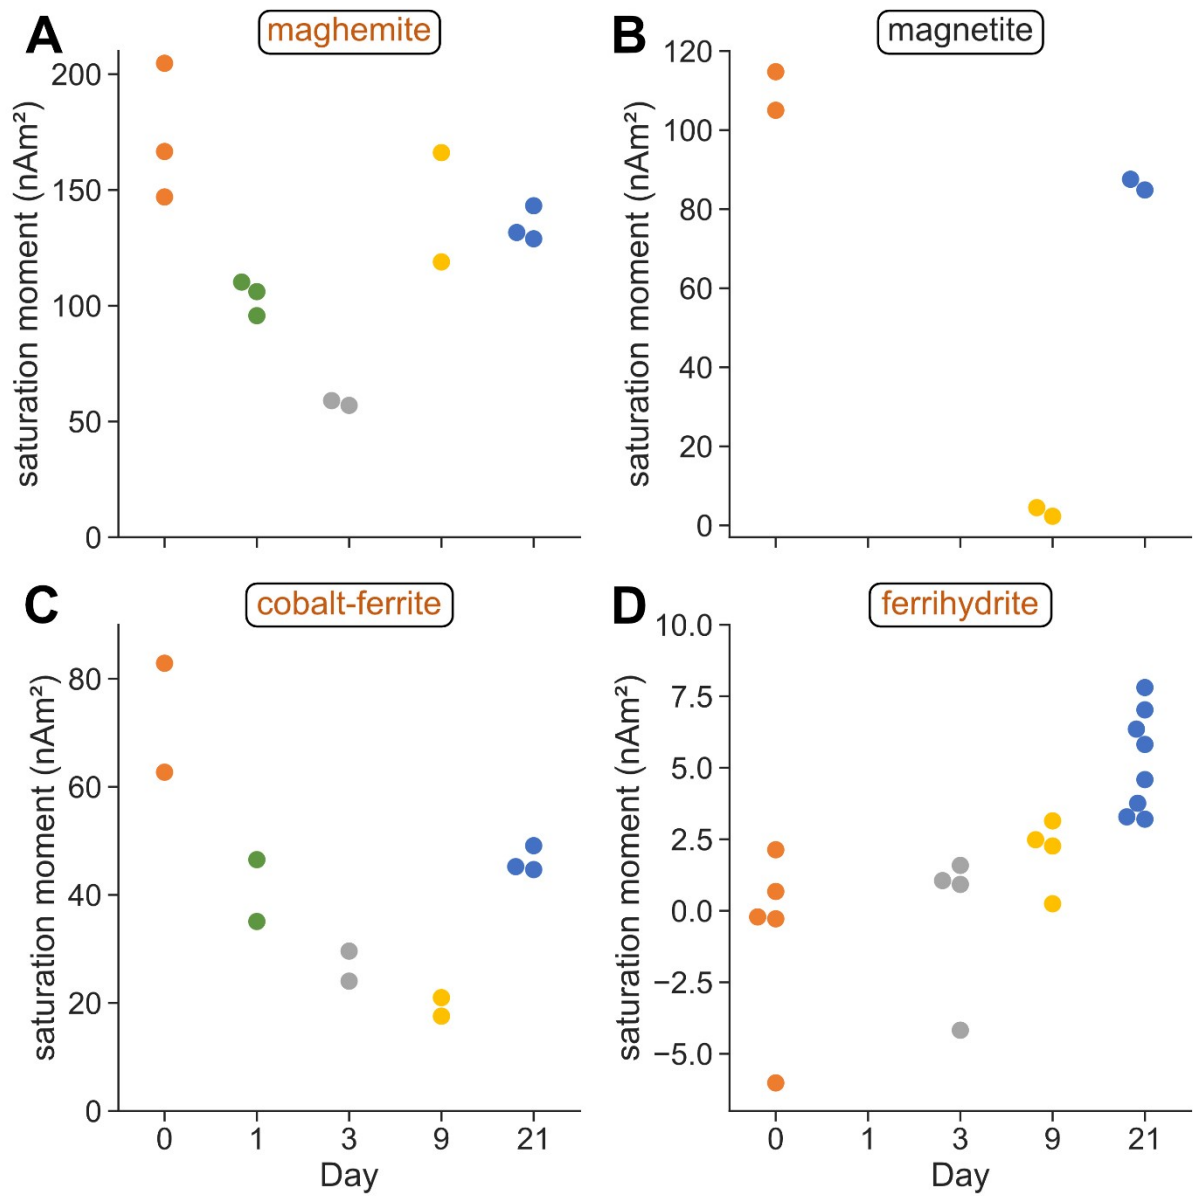 A
maghemite
saturation moment (nAm²)
200
150
100
50
0
B
magnetite
saturation moment (nAm²)
120
100
80
60
40
20
0
C
cobalt-ferrite
saturation moment (nAm²)
80
60
40
20
0
0 1 3 9 21
Day
D
ferrihydrite
saturation moment (nAm²)
10.0
7.5
5.0
2.5
0.0
−2.5
−5.0
0 1 3 9 21
Day